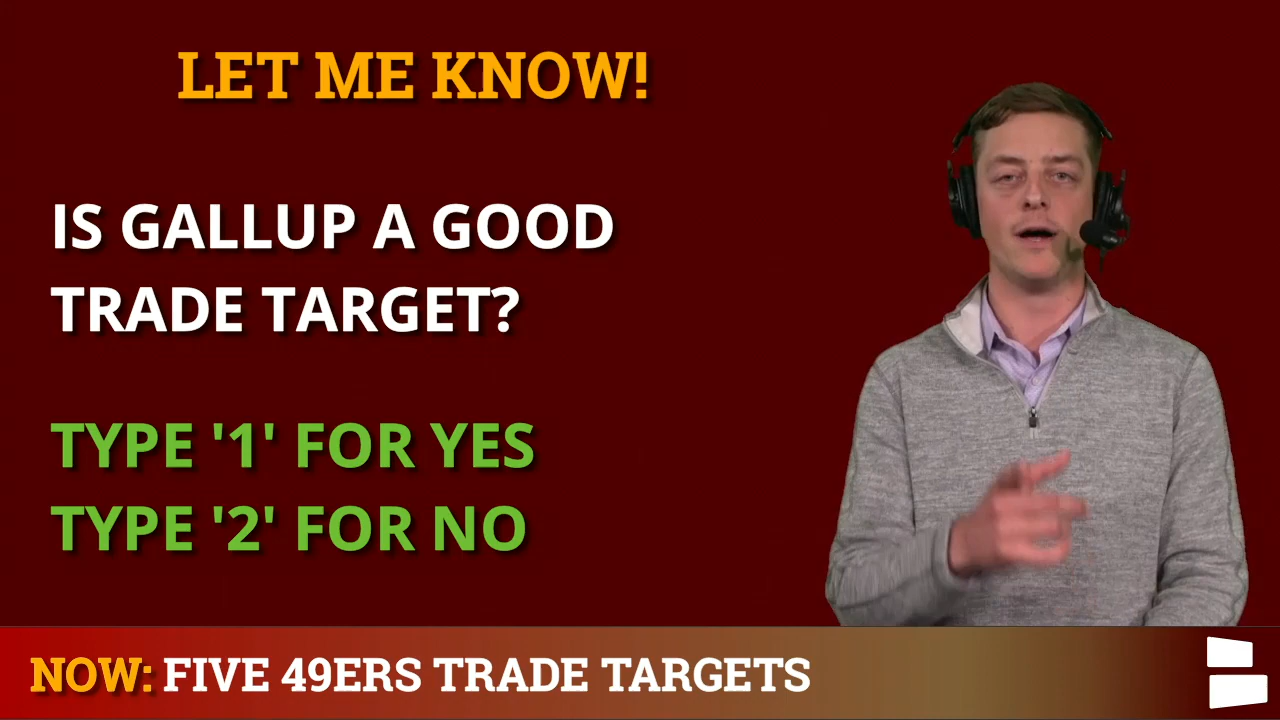 LET ME KNOW!
IS GALLUP A GOOD
TRADE TARGET?
TYPE '1' FOR YES
TYPE '2' FOR NO
NOW: FIVE 49ERS TRADE TARGETS